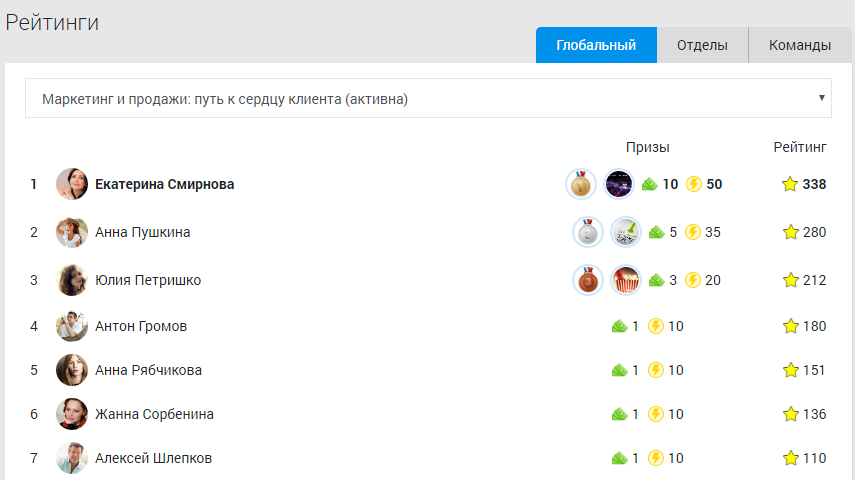 Рейтинги
Глобальный Отделы Команды
Маркетинг и продажи: путь к сердцу клиента (активна)
Призы Рейтинг
1 Екатерина Смирнова 10 50 338
2 Анна Пушкина 5 35 280
3 Юлия Петришко 3 20 212
4 Антон Громов 1 10 180
5 Анна Рябчикова 1 10 151
6 Жанна Сорбенина 1 10 136
7 Алексей Шлепков 1 10 110